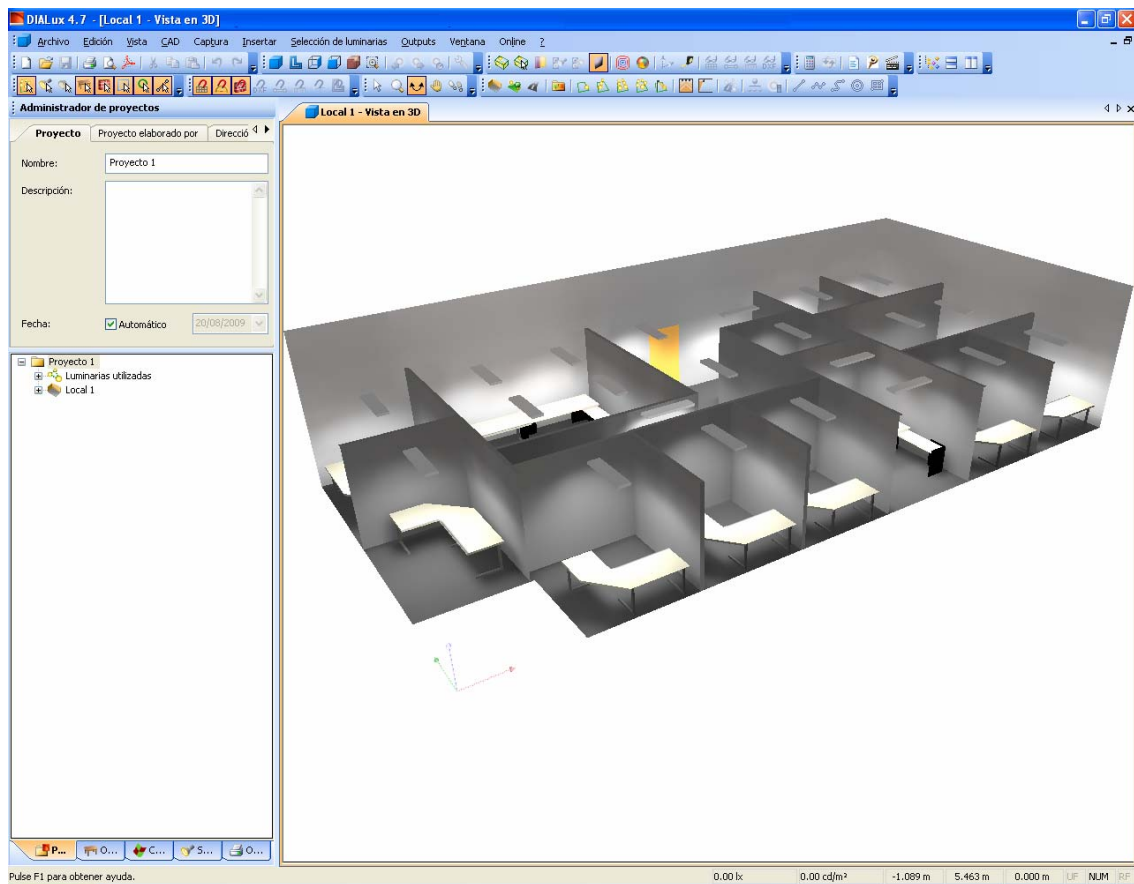 DIALux 4.7 - [Local 1 - Vista en 3D]
Archivo Edición Vista CAD Captura Insertar Selección de luminarias Outputs Ventana Online ?
Administrador de proyectos
Local 1 - Vista en 3D
Proyecto Proyecto elaborado por Direcció
Nombre: Proyecto 1
Descripción:
Fecha: Automático 20/08/2009
Proyecto 1
Luminarias utilizadas
Local 1
P... O... C... S... O...
Pulse F1 para obtener ayuda. 0.00 lx 0.00 cd/m² -1.089 m 5.463 m 0.000 m UF NUM RF